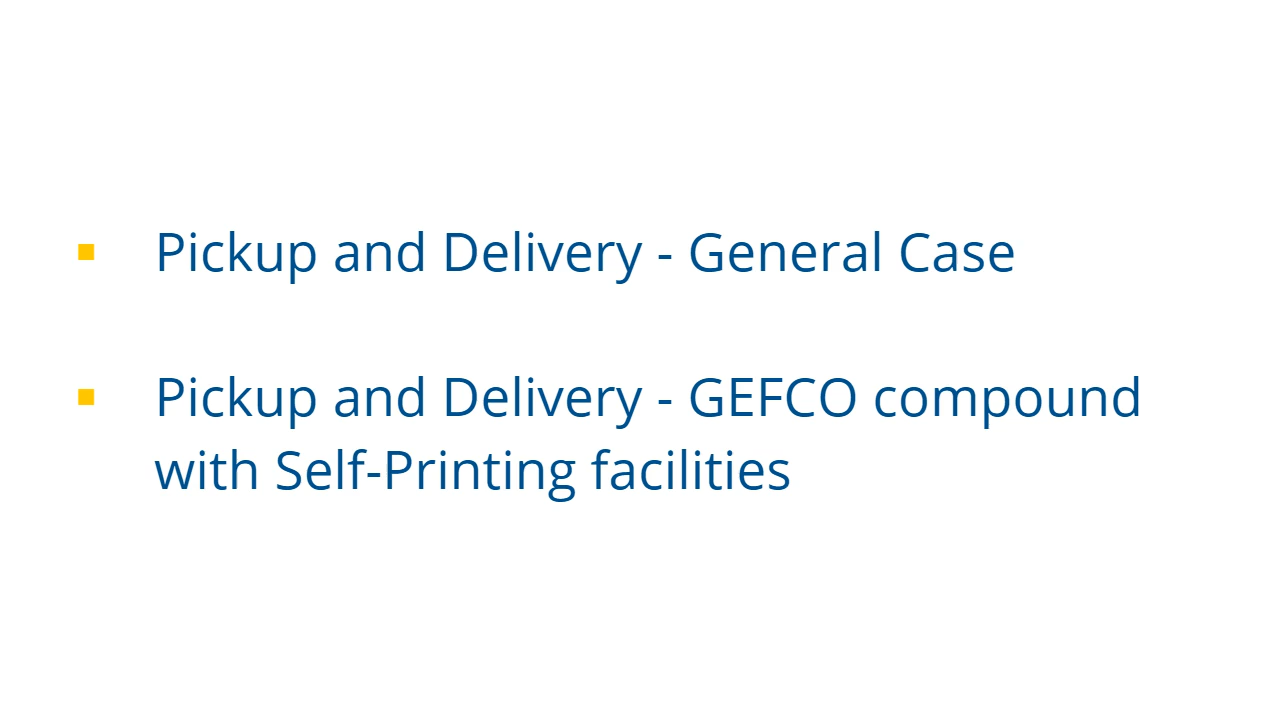 Pickup and Delivery - General Case
Pickup and Delivery - GEFCO compound
with Self-Printing facilities